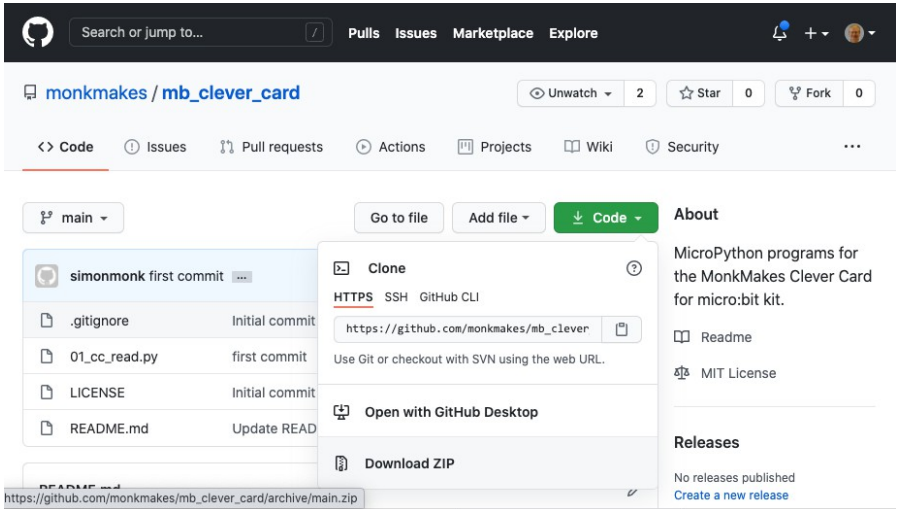 Search or jump to... /
Pulls Issues Marketplace Explore
monkmakes / mb_clever_card
Unwatch 2 Star 0 Fork 0
Code Issues Pull requests Actions Projects Wiki Security ...
main Go to file Add file Code
About
MicroPython programs for
the MonkMakes Clever Card
for micro:bit kit.
Readme
MIT License
simonmonk first commit ...
.gitignore Initial commit
01_cc_read.py first commit
LICENSE Initial commit
README.md Update READ
Clone
HTTPS SSH GitHub CLI
https://github.com/monkmakes/mb_clever
Use Git or checkout with SVN using the web URL.
Open with GitHub Desktop
Download ZIP
Releases
No releases published
Create a new release
README.md
https://github.com/monkmakes/mb_clever_card/archive/main.zip